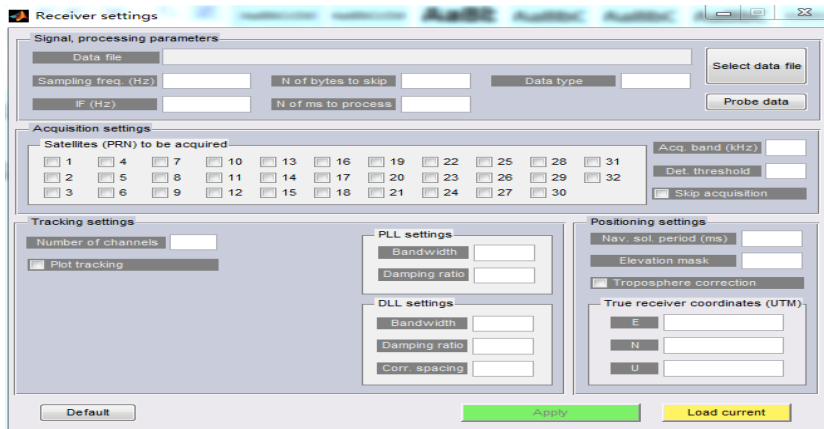 Receiver settings
Signal, processing parameters
Data file
Select data file
Sampling freq. (Hz)
N of bytes to skip
Data type
IF (Hz)
N of ms to process
Probe data
Acquisition settings
Satellites (PRN) to be acquired
1 4 7 10 13 16 19 22 25 28 31
2 5 8 11 14 17 20 23 26 29 32
3 6 9 12 15 18 21 24 27 30
Acq. band (kHz)
Det. threshold
Skip acquisition
Tracking settings
Number of channels
Plot tracking
PLL settings
Bandwidth
Damping ratio
DLL settings
Bandwidth
Damping ratio
Corr. spacing
Positioning settings
Nav. sol. period (ms)
Elevation mask
Troposphere correction
True receiver coordinates (UTM)
E
N
U
Default
Apply
Load current